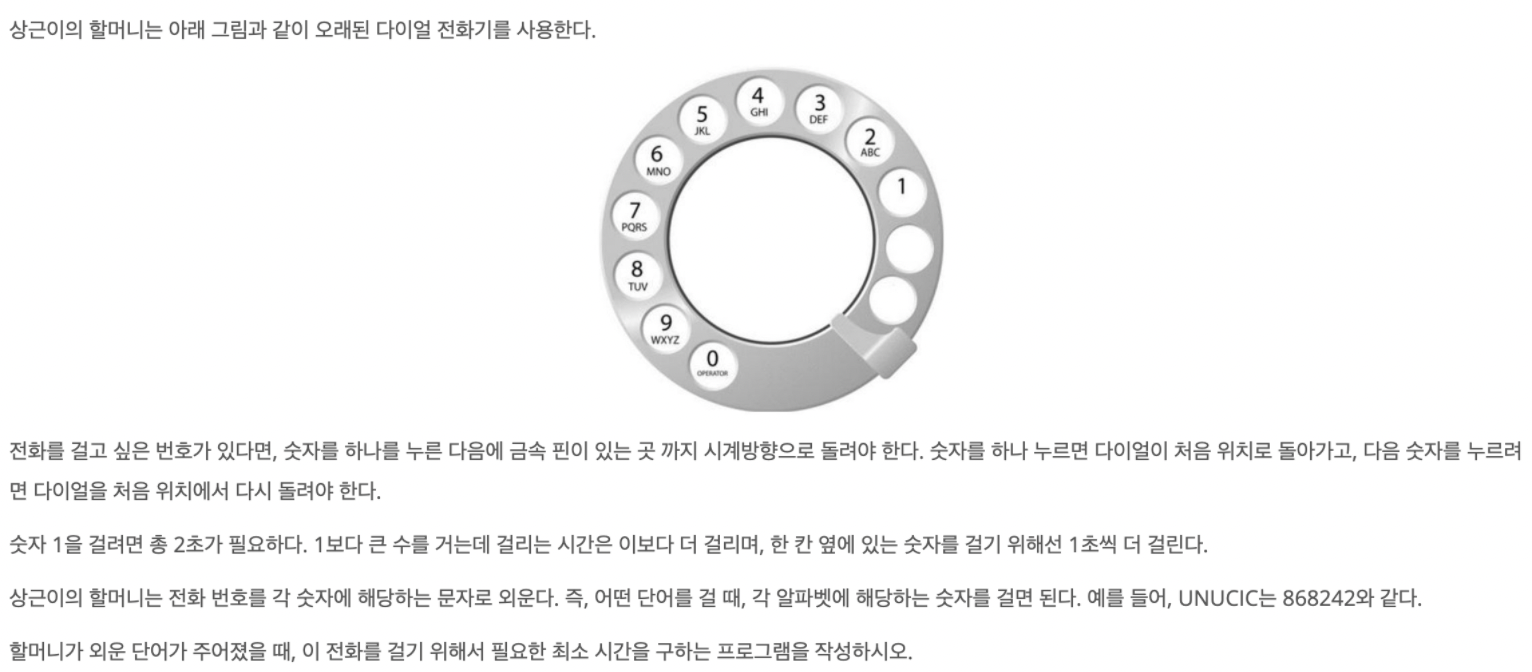 상근이의 할머니는 아래 그림과 같이 오래된 다이얼 전화기를 사용한다.
4
GHI
3
DEF
5
JKL
2
ABC
6
MNO
1
7
PQRS
8
TUV
9
WXYZ
0
OPERATOR
전화를 걸고 싶은 번호가 있다면, 숫자를 하나를 누른 다음에 금속 핀이 있는 곳 까지 시계방향으로 돌려야 한다. 숫자를 하나 누르면 다이얼이 처음 위치로 돌아가고, 다음 숫자를 누르려
면 다이얼을 처음 위치에서 다시 돌려야 한다.
숫자 1을 걸려면 총 2초가 필요하다. 1보다 큰 수를 거는데 걸리는 시간은 이보다 더 걸리며, 한 칸 옆에 있는 숫자를 걸기 위해선 1초씩 더 걸린다.
상근이의 할머니는 전화 번호를 각 숫자에 해당하는 문자로 외운다. 즉, 어떤 단어를 걸 때, 각 알파벳에 해당하는 숫자를 걸면 된다. 예를 들어, UNUCIC는 868242와 같다.
할머니가 외운 단어가 주어졌을 때, 이 전화를 걸기 위해서 필요한 최소 시간을 구하는 프로그램을 작성하시오.